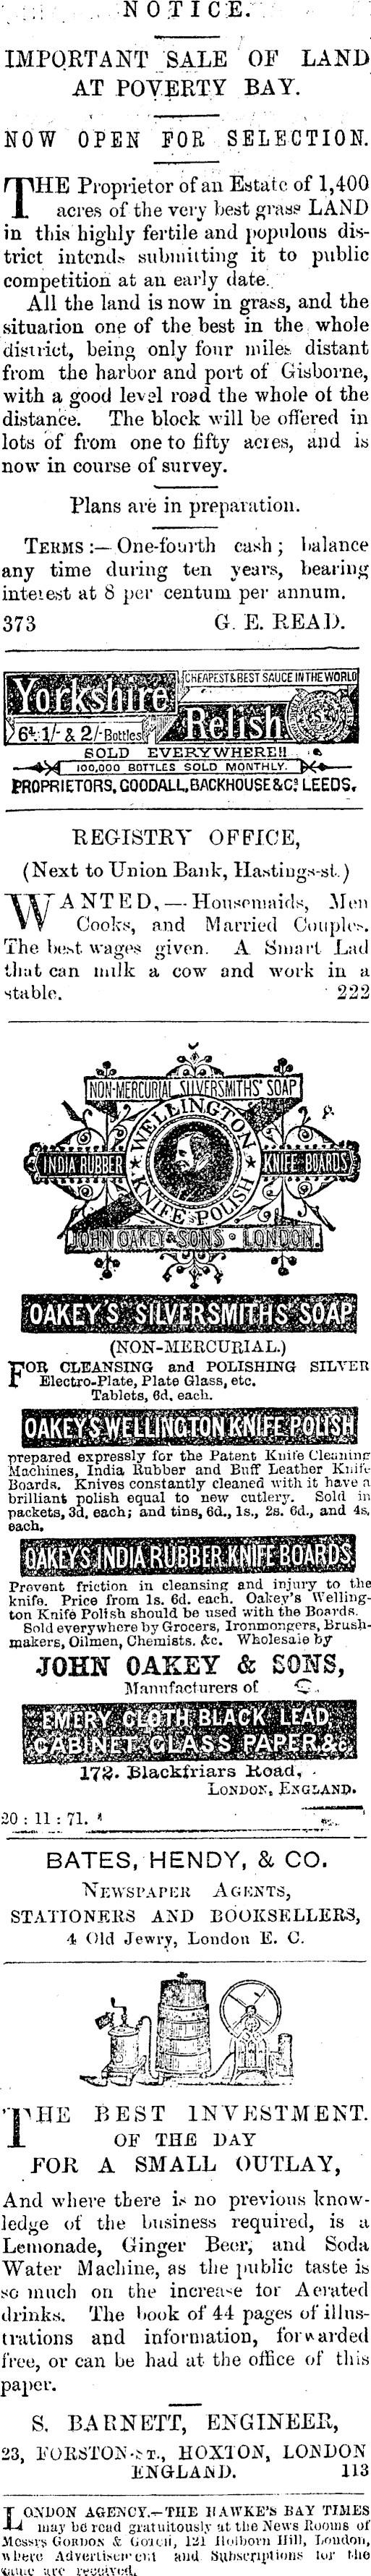 NOTICE.
IMPORTANT SALE OF LAND
AT POVERTY BAY.
NOW OPEN FOR SELECTION.
THE Proprietor of an Estate of 1,400
acres of the very best grass LAND
in this highly fertile and populous dis-
trict intends submitting it to public
competition at an early date.
All the land is now in grass, and the
situation one of the best in the whole
district, being only four miles distant
from the harbor and port of Gisborne,
with a good level road the whole of the
distance. The block will be offered in
lots of from one to fifty acres, and is
now in course of survey.
Plans are in preparation.
TERMS :—One-fourth cash ; balance
any time during ten years, bearing
interest at 8 per centum per annum.
373 G. E. READ.
Yorkshire Relish
CHEAPEST & BEST SAUCE IN THE WORLD
6d. 1/- & 2/- Bottles
SOLD EVERYWHERE!!
100,000 BOTTLES SOLD MONTHLY.
PROPRIETORS, GOODALL, BACKHOUSE & Co. LEEDS.
REGISTRY OFFICE,
(Next to Union Bank, Hastings-st.)
WANTED,—Housemaids, Men
Cooks, and Married Couples.
The best wages given. A Smart Lad
that can milk a cow and work in a
stable. 222
NON-MERCURIAL SILVERSMITHS' SOAP
WELLINGTON
INDIA RUBBER KNIFE-BOARDS
KNIFE POLISH
JOHN OAKEY & SONS LONDON
OAKEY'S SILVERSMITHS SOAP
(NON-MERCURIAL.)
FOR CLEANSING and POLISHING SILVER
Electro-Plate, Plate Glass, etc.
Tablets, 6d. each.
OAKEY'S WELLINGTON KNIFE POLISH
prepared expressly for the Patent Knife Cleaning
Machines, India Rubber and Buff Leather Knife
Boards. Knives constantly cleaned with it have a
brilliant polish equal to new cutlery. Sold in
packets, 3d. each; and tins, 6d., 1s., 2s. 6d., and 4s.
each.
OAKEY'S INDIA RUBBER KNIFE BOARDS
Prevent friction in cleansing and injury to the
knife. Price from 1s. 6d. each. Oakey's Welling-
ton Knife Polish should be used with the Boards.
Sold everywhere by Grocers, Ironmongers, Brush-
makers, Oilmen, Chemists, &c. Wholesale by
JOHN OAKEY & SONS,
Manufacturers of
EMERY CLOTH BLACK LEAD
CABINET GLASS PAPER &c
172. Blackfriars Road,
LONDON, ENGLAND.
20 : 11 : 71.
BATES, HENDY, & CO.
NEWSPAPER AGENTS,
STATIONERS AND BOOKSELLERS,
4 Old Jewry, London E. C.
THE BEST INVESTMENT.
OF THE DAY
FOR A SMALL OUTLAY,
And where there is no previous know-
ledge of the business required, is a
Lemonade, Ginger Beer, and Soda
Water Machine, as the public taste is
so much on the increase for Aerated
drinks. The book of 44 pages of illus-
trations and information, forwarded
free, or can be had at the office of this
paper.
S. BARNETT, ENGINEER,
23, FORSTON-ST., HOXTON, LONDON
ENGLAND. 113
LONDON AGENCY.—THE HAWKE'S BAY TIMES
may be read gratuitously at the News Rooms of
Messrs GORDON & GOTCH, 121 Holborn Hill, London,
where Advertisement and Subscriptions for the
same are received.